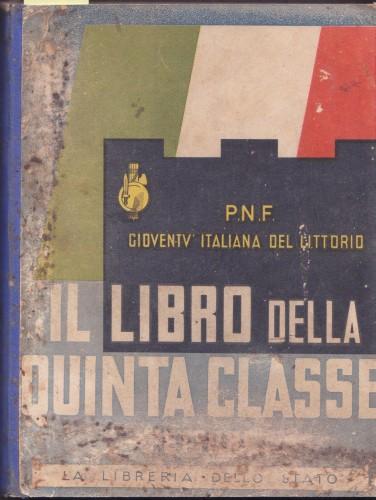 P.N.F.
GIOVENTV' ITALIANA DEL LITTORIO
IL LIBRO DELLA
QUINTA CLASSE
LA LIBRERIA DELLO STATO